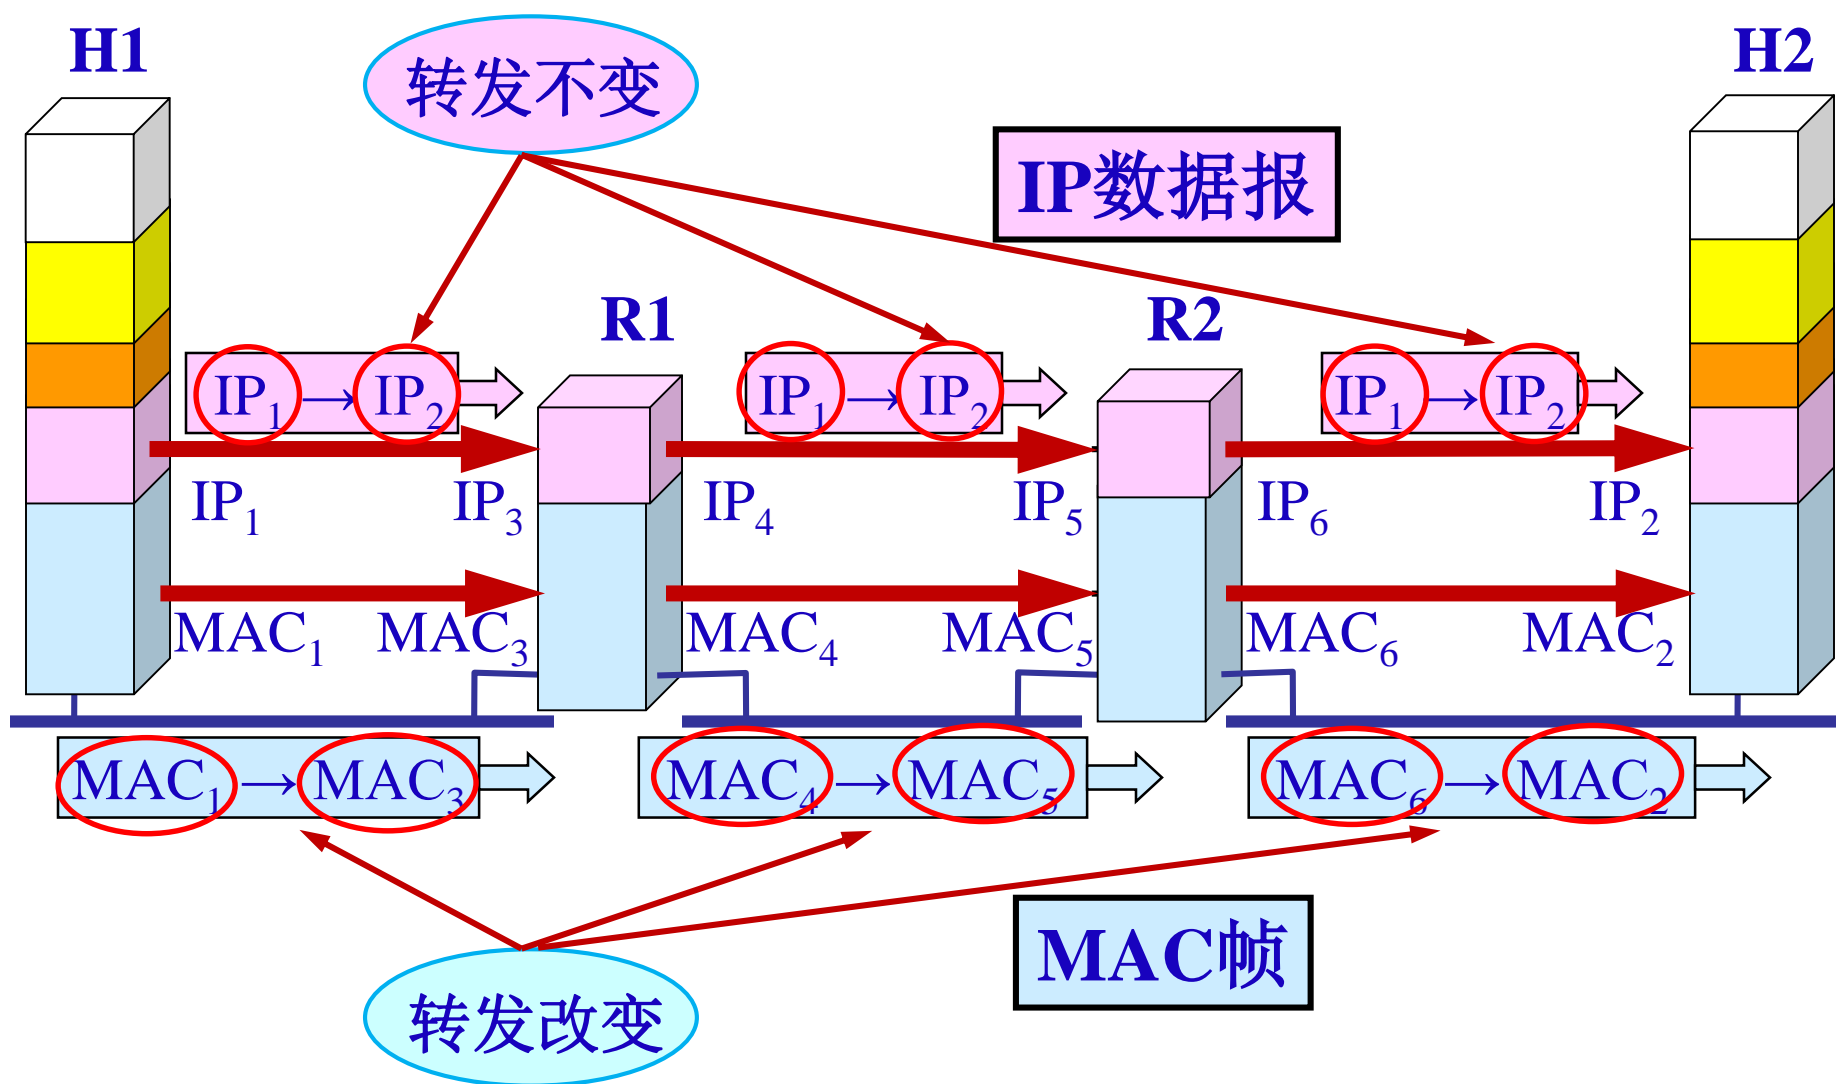 H1
H2
转发不变
IP数据报
R1
R2
IP₁→IP₂
IP₁→IP₂
IP₁→IP₂
IP₁
IP₃
IP₄
IP₅
IP₆
IP₂
MAC₁
MAC₃
MAC₄
MAC₅
MAC₆
MAC₂
MAC₁→MAC₃
MAC₄→MAC₅
MAC₆→MAC₂
MAC帧
转发改变